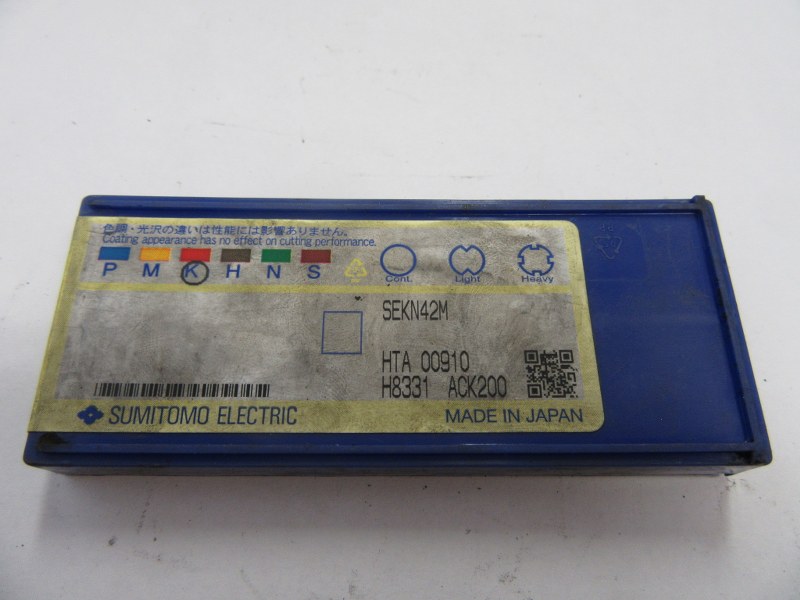 色調・光沢の違いは性能には影響ありません。
Coating appearance has no effect on cutting performance.
P M K H N S
Cont. Light Heavy
SEKN42M
HTA 00910
H8331 ACK200
SUMITOMO ELECTRIC
MADE IN JAPAN